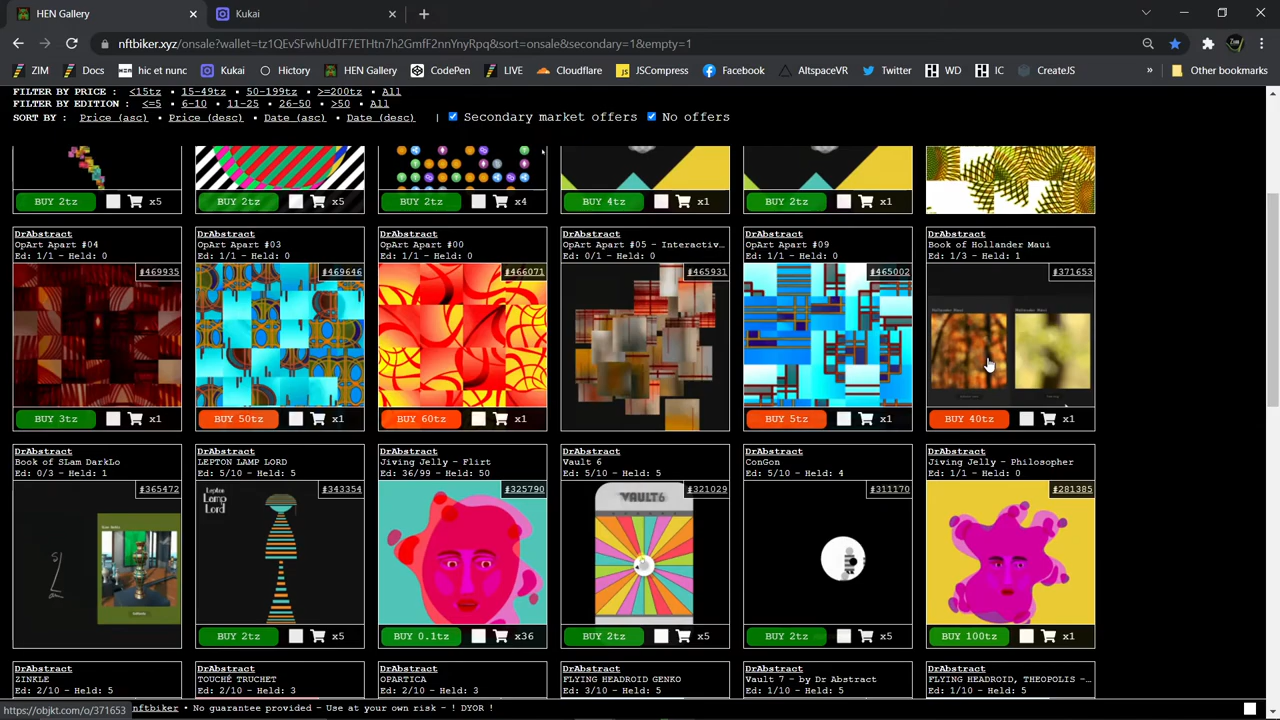 HEN Gallery
Kukai
nftbiker.xyz/onsale?wallet=tz1QEvSFwhUdTF7ETHtn7h2GmfF2nnYnyRpq&sort=onsale&secondary=1&empty=1
ZIM Docs hic et nunc Kukai Hictory HEN Gallery CodePen LIVE Cloudflare JSCompress Facebook AltspaceVR Twitter WD IC CreateJS » Other bookmarks
FILTER BY PRICE : <15tz • 15-49tz • 50-199tz • >=200tz • All
FILTER BY EDITION : <=5 • 6-10 • 11-25 • 26-50 • >50 • All
SORT BY : Price (asc) • Price (desc) • Date (asc) • Date (desc) | Secondary market offers No offers
BUY 2tz x5 BUY 2tz x5 BUY 2tz x4 BUY 4tz x1 BUY 2tz x1
DrAbstract DrAbstract DrAbstract DrAbstract DrAbstract DrAbstract
OpArt Apart #04 OpArt Apart #03 OpArt Apart #00 OpArt Apart #05 - Interactiv… OpArt Apart #09 Book of Hollander Maui
Ed: 1/1 - Held: 0 Ed: 1/1 - Held: 0 Ed: 1/1 - Held: 0 Ed: 0/1 - Held: 0 Ed: 1/1 - Held: 0 Ed: 1/3 - Held: 1
#469935 #469646 #466071 #465931 #465002 #371653
Hollander Maui Hollander Maui
BUY 3tz x1 BUY 50tz x1 BUY 60tz x1 BUY 5tz x1 BUY 40tz x1
DrAbstract DrAbstract DrAbstract DrAbstract DrAbstract DrAbstract
Book of SLam DarkLo LEPTON LAMP LORD Jiving Jelly - Flirt Vault 6 ConGon Jiving Jelly - Philosopher
Ed: 0/3 - Held: 1 Ed: 5/10 - Held: 5 Ed: 36/99 - Held: 50 Ed: 5/10 - Held: 5 Ed: 5/10 - Held: 4 Ed: 1/1 - Held: 0
#365472 #343354 #325790 #321029 #311170 #281385
Lepton
Lamp
Lord
VAULT6
BUY 2tz x5 BUY 0.1tz x36 BUY 2tz x5 BUY 2tz x5 BUY 100tz x1
DrAbstract DrAbstract DrAbstract DrAbstract DrAbstract DrAbstract
ZINKLE TOUCHÉ TRUCHET OPARTICA FLYING HEADROID GENKO Vault 7 - by Dr Abstract FLYING HEADROID, THEOPOLIS -…
Ed: 2/10 - Held: 5 Ed: 2/10 - Held: 3 Ed: 2/10 - Held: 3 Ed: 3/10 - Held: 5 Ed: 1/10 - Held: 5 Ed: 1/10 - Held: 5
https://objkt.com/o/371653 nftbiker • No guarantee provided - Use at your own risk - ! DYOR !